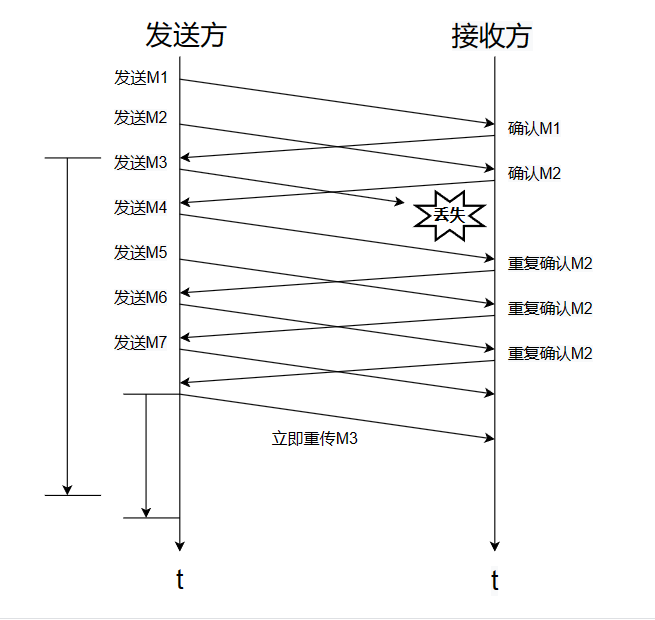 发送方
接收方
发送M1
发送M2
确认M1
发送M3
确认M2
发送M4
丢失
发送M5
重复确认M2
发送M6
重复确认M2
发送M7
重复确认M2
立即重传M3
t
t